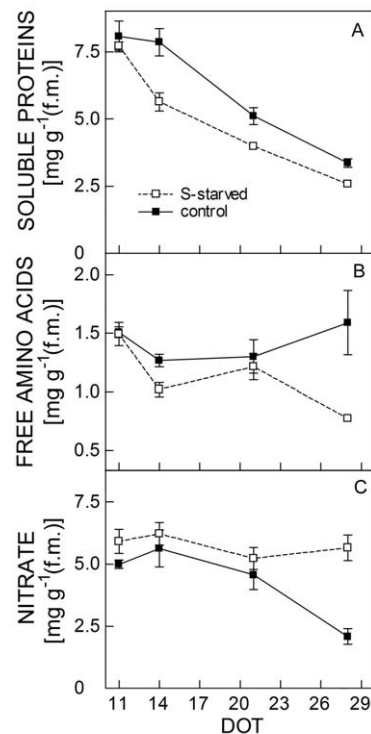 A
SOLUBLE PROTEINS
[mg g⁻¹(f.m.)]
7.5
5.0
2.5
0
S-starved
control
B
FREE AMINO ACIDS
[mg g⁻¹(f.m.)]
2.0
1.5
1.0
0.5
C
NITRATE
[mg g⁻¹(f.m.)]
7.5
5.0
2.5
0
11 14 17 20 23 26 29
DOT